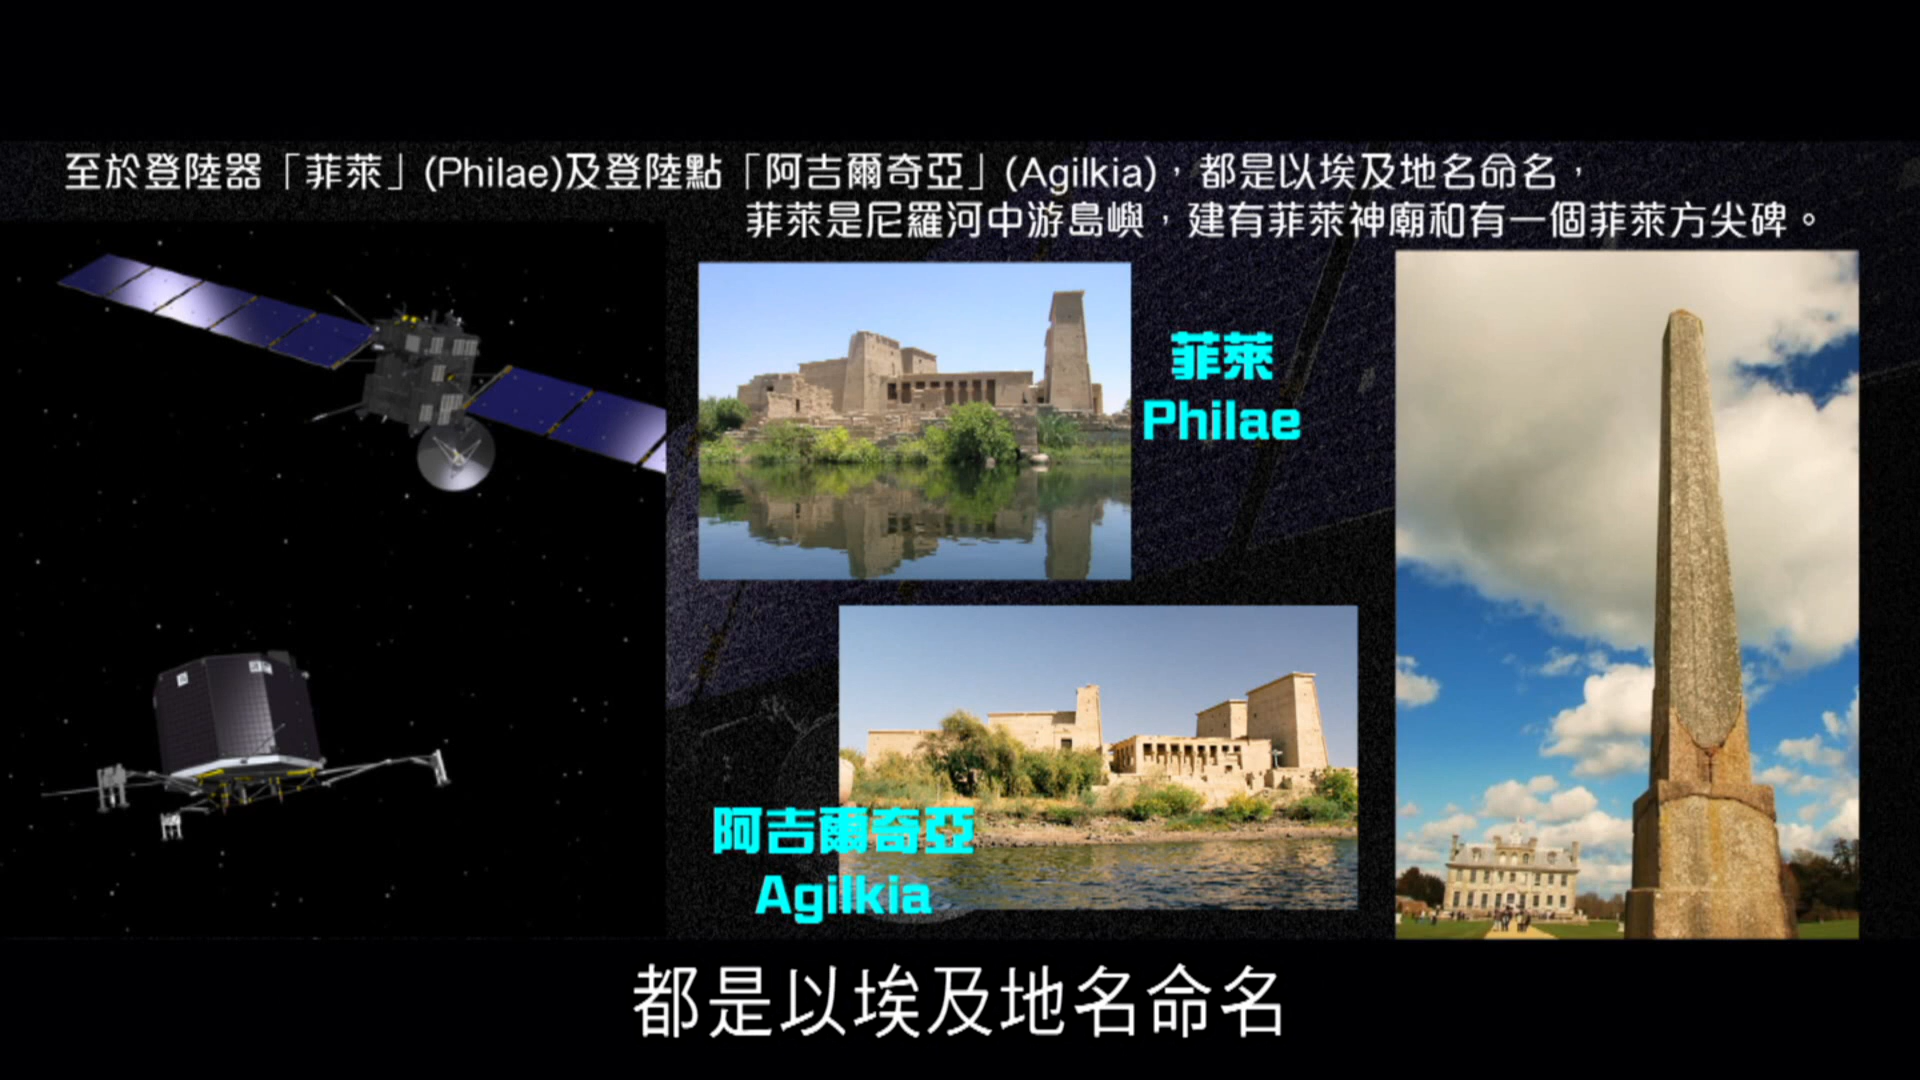 至於登陸器「菲萊」(Philae)及登陸點「阿吉爾奇亞」(Agilkia)，都是以埃及地名命名，
菲萊是尼羅河中游島嶼，建有菲萊神廟和有一個菲萊方尖碑。
菲萊
Philae
阿吉爾奇亞
Agilkia
都是以埃及地名命名